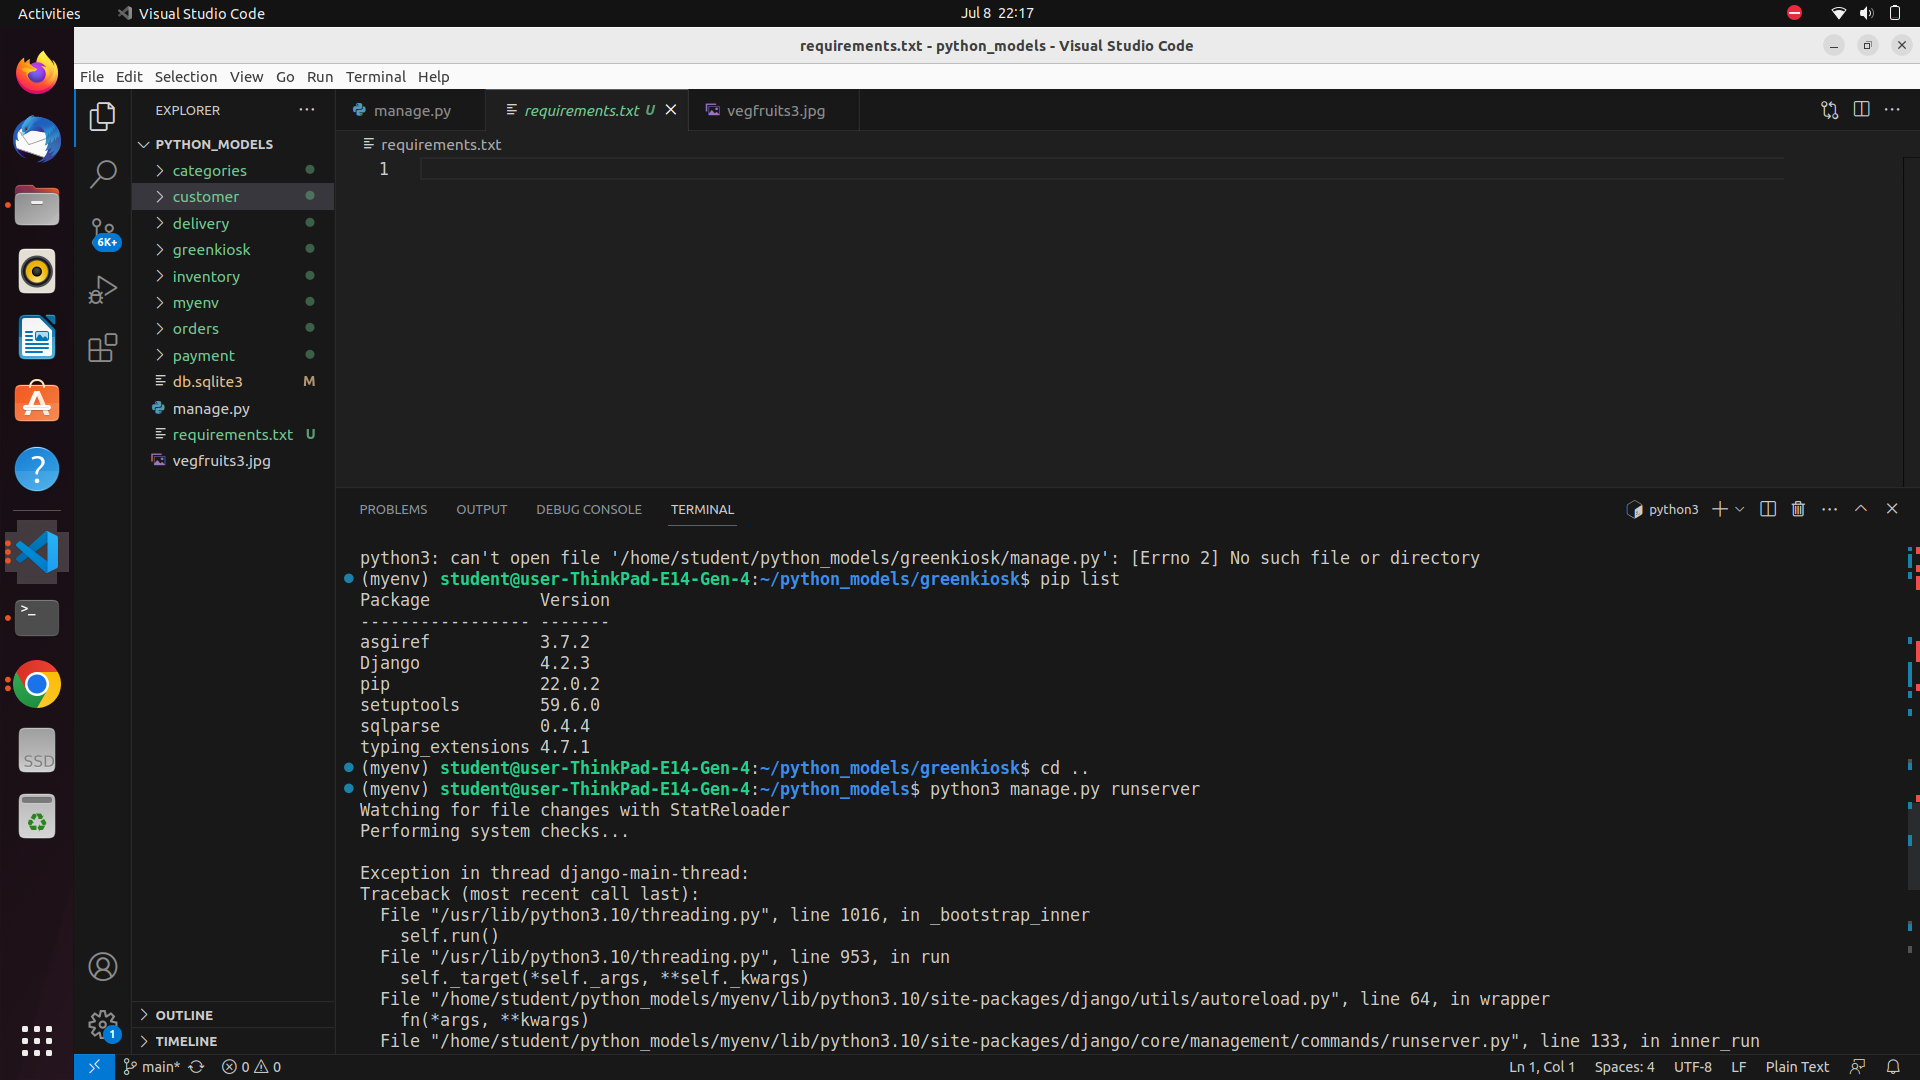 Activities
Visual Studio Code
Jul 8 22:17
requirements.txt - python_models - Visual Studio Code
File Edit Selection View Go Run Terminal Help
EXPLORER
manage.py
requirements.txt U
vegfruits3.jpg
PYTHON_MODELS
categories
customer
delivery
6K+
greenkiosk
inventory
myenv
orders
payment
db.sqlite3 M
manage.py
requirements.txt U
vegfruits3.jpg
OUTLINE
TIMELINE
1
requirements.txt
1
PROBLEMS OUTPUT DEBUG CONSOLE TERMINAL
python3
python3: can't open file '/home/student/python_models/greenkiosk/manage.py': [Errno 2] No such file or directory
(myenv) student@user-ThinkPad-E14-Gen-4:~/python_models/greenkiosk$ pip list
Package Version
----------------- -------
asgiref 3.7.2
Django 4.2.3
pip 22.0.2
setuptools 59.6.0
sqlparse 0.4.4
typing_extensions 4.7.1
(myenv) student@user-ThinkPad-E14-Gen-4:~/python_models/greenkiosk$ cd ..
(myenv) student@user-ThinkPad-E14-Gen-4:~/python_models$ python3 manage.py runserver
Watching for file changes with StatReloader
Performing system checks...
Exception in thread django-main-thread:
Traceback (most recent call last):
File "/usr/lib/python3.10/threading.py", line 1016, in _bootstrap_inner
self.run()
File "/usr/lib/python3.10/threading.py", line 953, in run
self._target(*self._args, **self._kwargs)
File "/home/student/python_models/myenv/lib/python3.10/site-packages/django/utils/autoreload.py", line 64, in wrapper
fn(*args, **kwargs)
File "/home/student/python_models/myenv/lib/python3.10/site-packages/django/core/management/commands/runserver.py", line 133, in inner_run
SSD
main* 0 0
Ln 1, Col 1 Spaces: 4 UTF-8 LF Plain Text